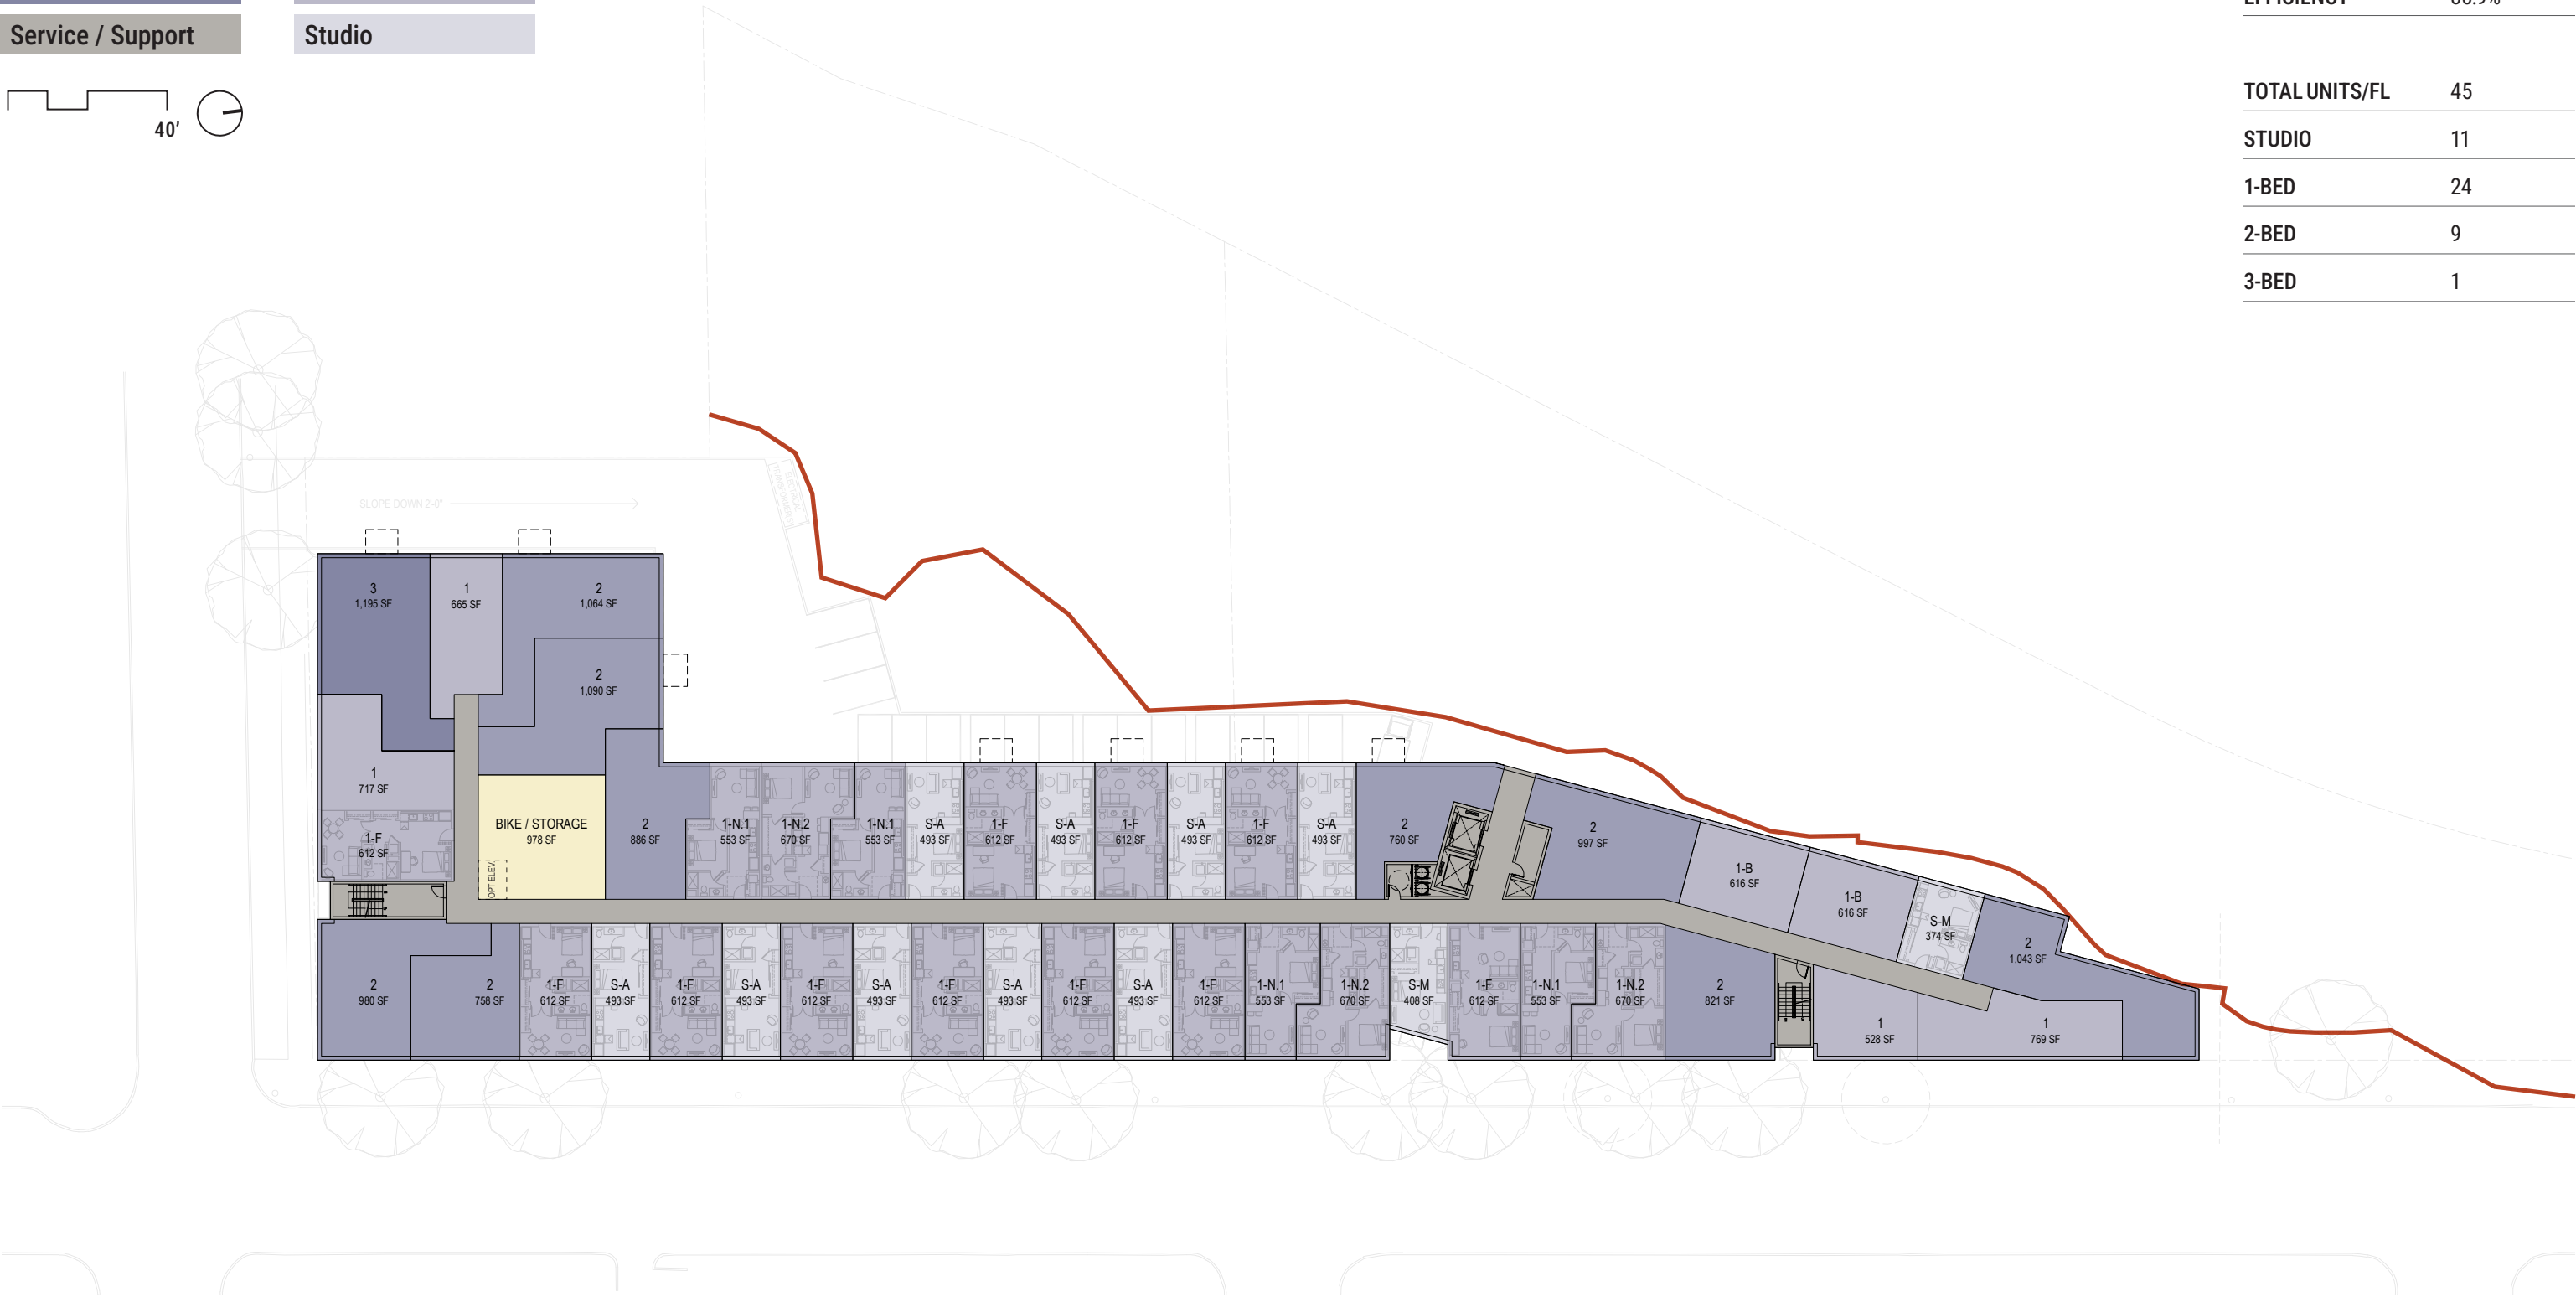 Service / Support
Studio
40’
TOTAL UNITS/FL 45
STUDIO 11
1-BED 24
2-BED 9
3-BED 1
SLOPE DOWN 2'-0"
ELECTRICAL
TRANSFORMER
3
1,195 SF
1
665 SF
2
1,064 SF
2
1,090 SF
1
717 SF
1-F
612 SF
BIKE / STORAGE
978 SF
OPT ELEV
2
886 SF
1-N.1
553 SF
1-N.2
670 SF
1-N.1
553 SF
S-A
493 SF
1-F
612 SF
S-A
493 SF
1-F
612 SF
S-A
493 SF
1-F
612 SF
S-A
493 SF
2
760 SF
2
997 SF
1-B
616 SF
1-B
616 SF
S-M
374 SF
2
1,043 SF
2
980 SF
2
758 SF
1-F
612 SF
S-A
493 SF
1-F
612 SF
S-A
493 SF
1-F
612 SF
S-A
493 SF
1-F
612 SF
S-A
493 SF
1-F
612 SF
S-A
493 SF
1-F
612 SF
1-N.1
553 SF
1-N.2
670 SF
S-M
408 SF
1-F
612 SF
1-N.1
553 SF
1-N.2
670 SF
2
821 SF
1
528 SF
1
769 SF